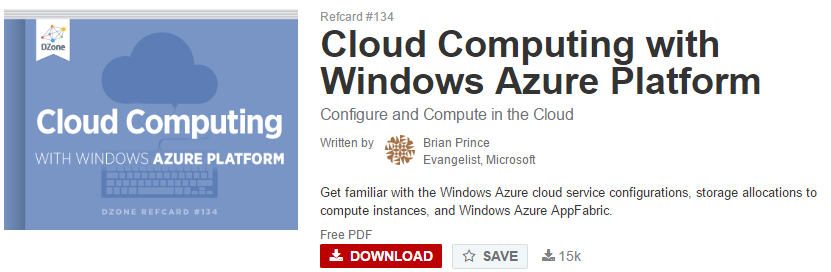 DZone
Cloud Computing
WITH WINDOWS AZURE PLATFORM
DZONE REFCARD #134
Refcard #134
Cloud Computing with
Windows Azure Platform
Configure and Compute in the Cloud
Written by
Brian Prince
Evangelist, Microsoft
Get familiar with the Windows Azure cloud service configurations, storage allocations to
compute instances, and Windows Azure AppFabric.
Free PDF
DOWNLOAD
SAVE
15k